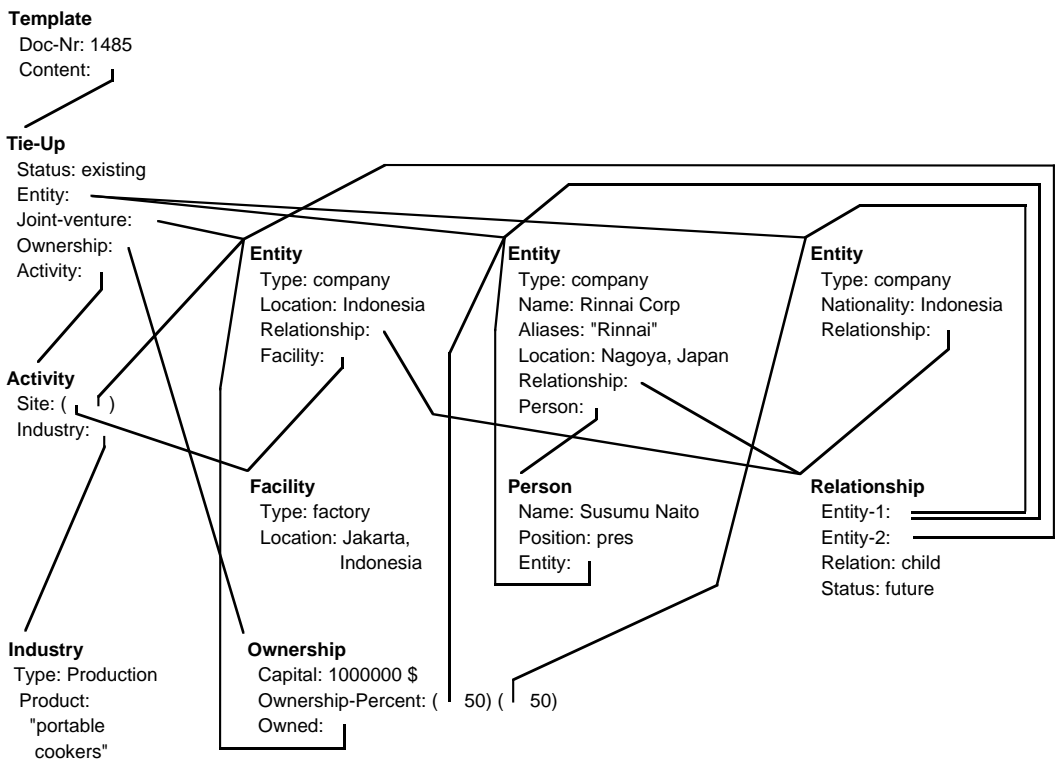 Template
Doc-Nr: 1485
Content:
Tie-Up
Status: existing
Entity:
Joint-venture:
Ownership:
Activity:
Entity
Type: company
Location: Indonesia
Relationship:
Facility:
Entity
Type: company
Name: Rinnai Corp
Aliases: "Rinnai"
Location: Nagoya, Japan
Relationship:
Person:
Entity
Type: company
Nationality: Indonesia
Relationship:
Activity
Site: ( )
Industry:
Facility
Type: factory
Location: Jakarta,
Indonesia
Person
Name: Susumu Naito
Position: pres
Entity:
Relationship
Entity-1:
Entity-2:
Relation: child
Status: future
Industry
Type: Production
Product:
"portable
cookers"
Ownership
Capital: 1000000 $
Ownership-Percent: ( 50) ( 50)
Owned: